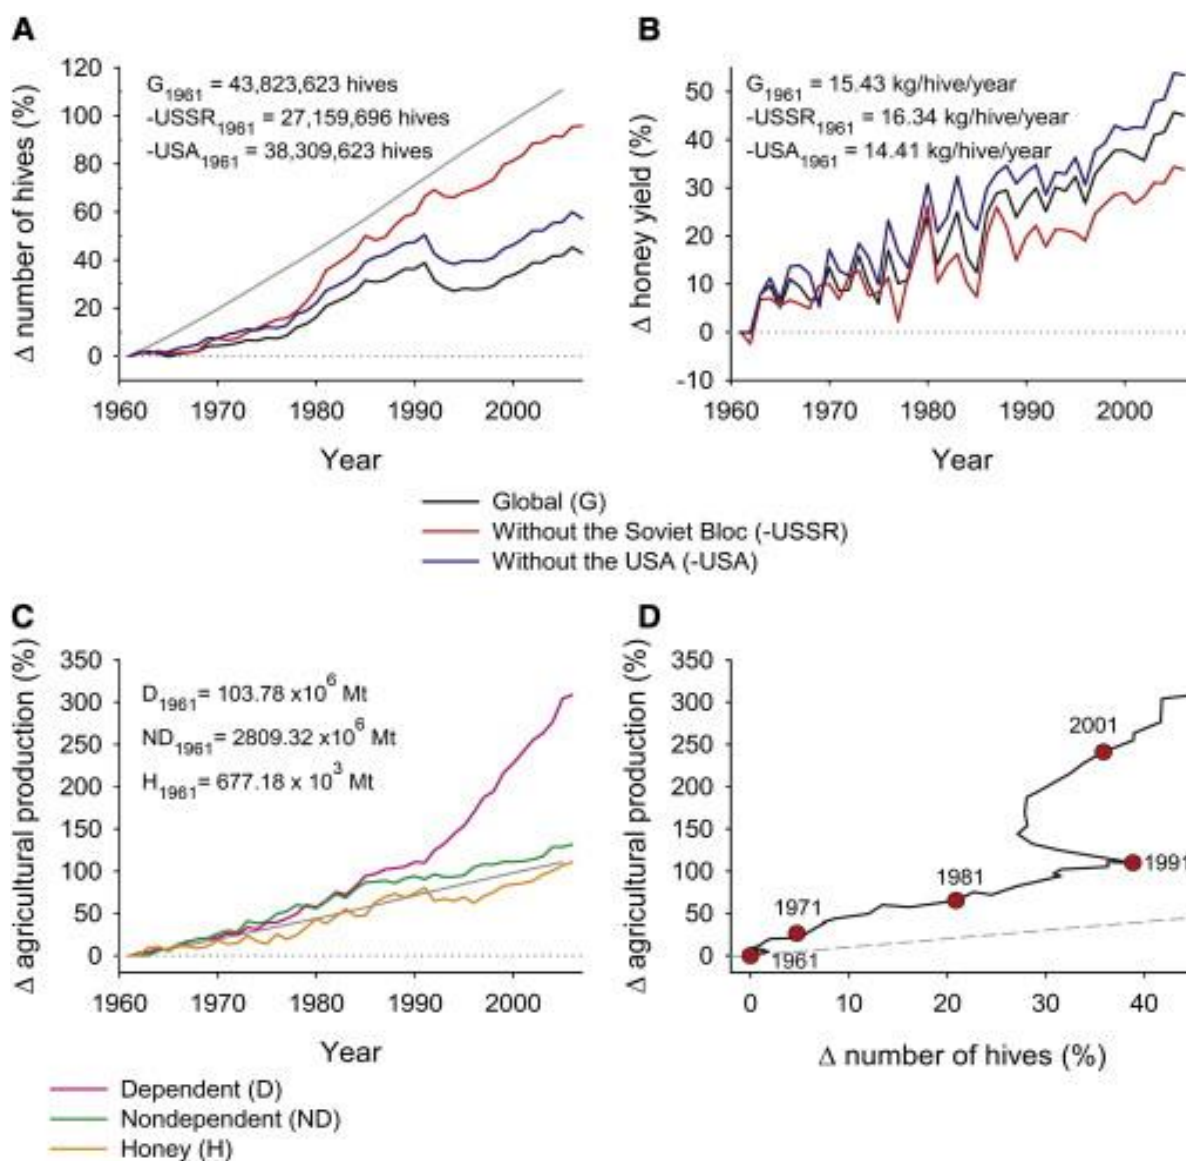 A
Δ number of hives (%)
120
100
80
60
40
20
0
G1961 = 43,823,623 hives
-USSR1961 = 27,159,696 hives
-USA1961 = 38,309,623 hives
1960 1970 1980 1990 2000
Year
B
Δ honey yield (%)
50
40
30
20
10
0
-10
G1961 = 15.43 kg/hive/year
-USSR1961 = 16.34 kg/hive/year
-USA1961 = 14.41 kg/hive/year
1960 1970 1980 1990 2000
Year
Global (G)
Without the Soviet Bloc (-USSR)
Without the USA (-USA)
C
Δ agricultural production (%)
350
300
250
200
150
100
50
0
D1961= 103.78 x10^6 Mt
ND1961= 2809.32 x10^6 Mt
H1961= 677.18 x 10^3 Mt
1960 1970 1980 1990 2000
Year
Dependent (D)
Nondependent (ND)
Honey (H)
D
Δ agricultural production (%)
350
300
250
200
150
100
50
0
2001
1991
1981
1971
1961
0 10 20 30 40
Δ number of hives (%)